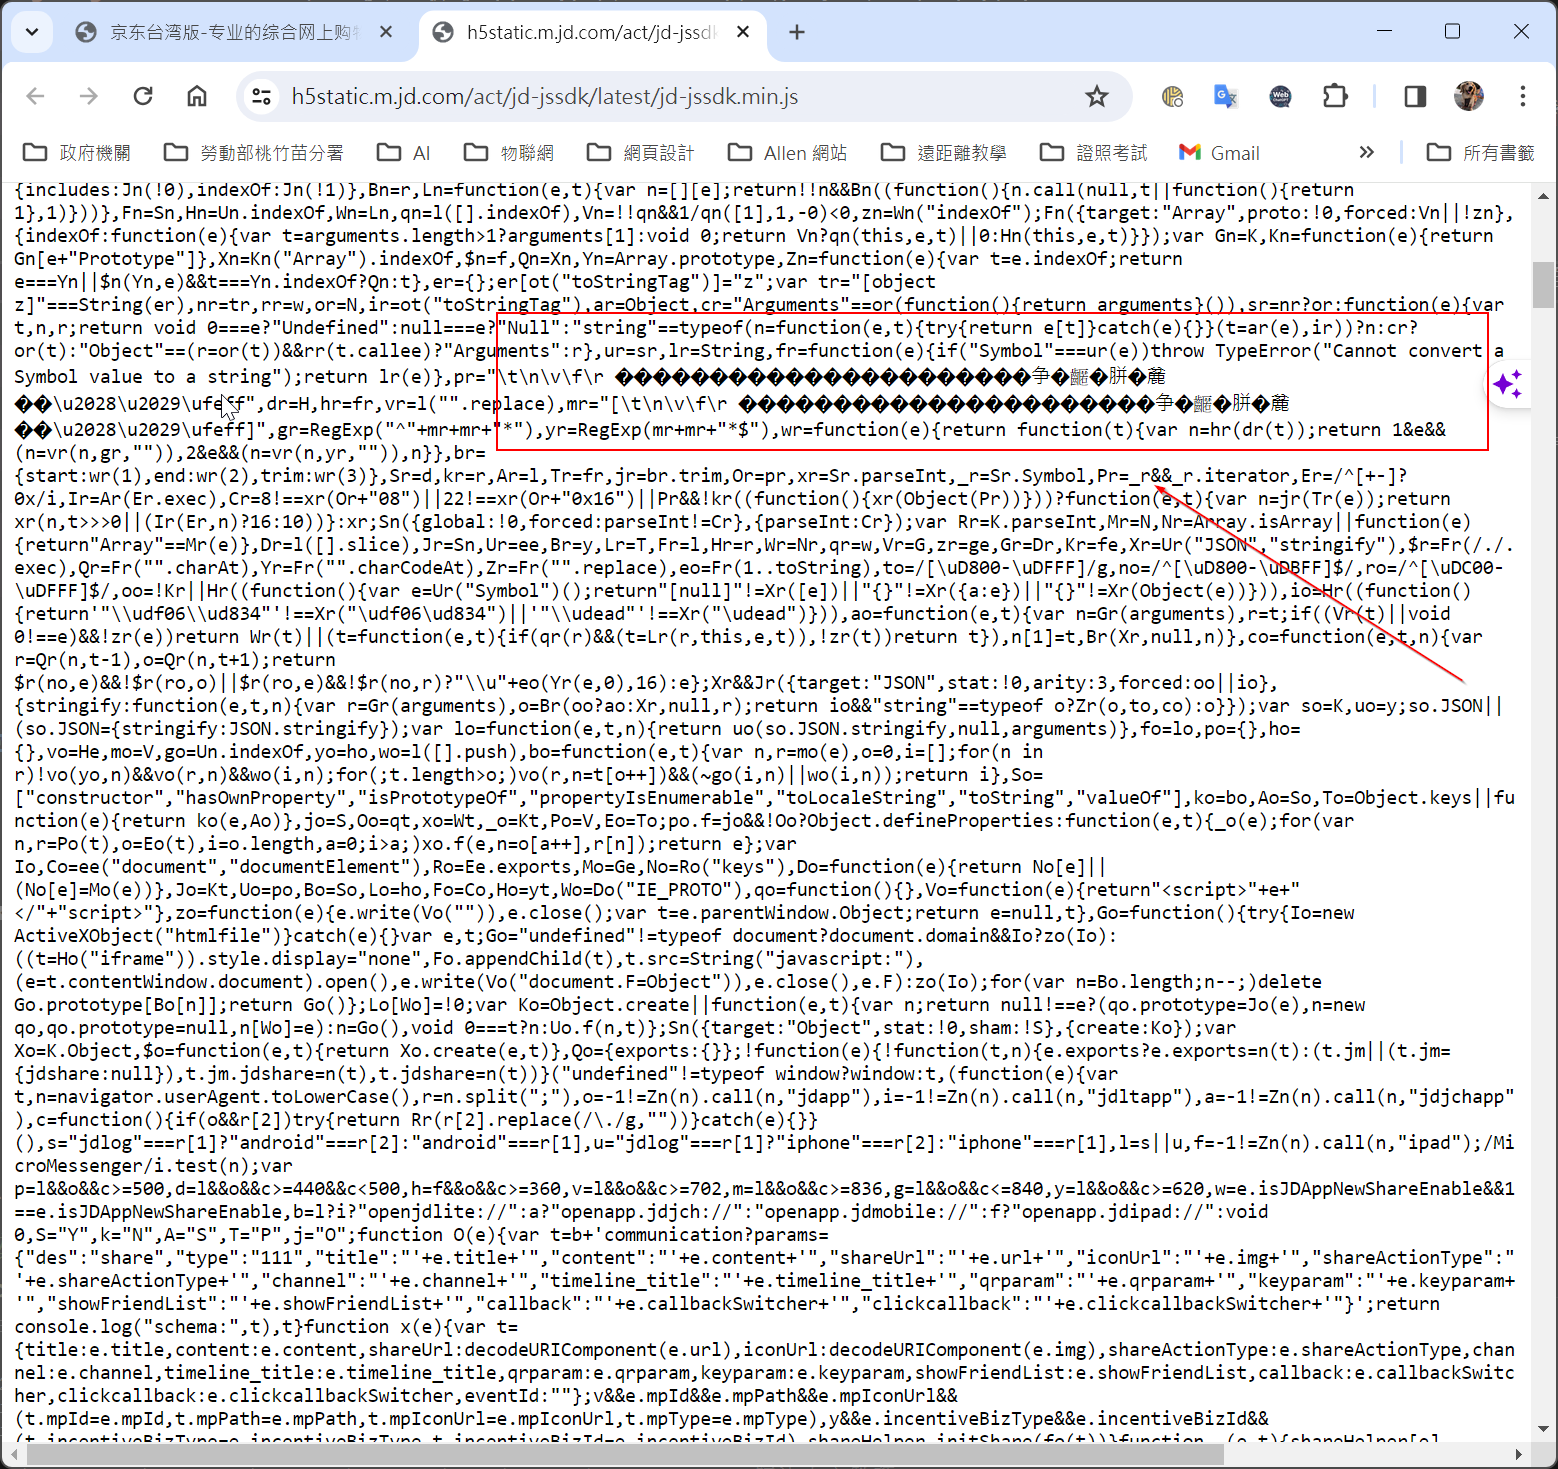 京东台湾版-专业的综合网上购物
h5static.m.jd.com/act/jd-jssdk
h5static.m.jd.com/act/jd-jssdk/latest/jd-jssdk.min.js
政府機關
勞動部桃竹苗分署
AI
物聯網
網頁設計
Allen 網站
遠距離教學
證照考試
Gmail
所有書籤
{includes:Jn(!0),indexOf:Jn(!1)},Bn=r,Ln=function(e,t){var n=[][e];return!!n&&Bn((function(){n.call(null,t||function(){return
1},1)}))},Fn=Sn,Hn=Un.indexOf,Wn=Ln,qn=l([].indexOf),Vn=!!qn&&1/qn([1],1,-0)<0,zn=Wn("indexOf");Fn({target:"Array",proto:!0,forced:Vn||!zn},
{indexOf:function(e){var t=arguments.length>1?arguments[1]:void 0;return Vn?qn(this,e,t)||0:Hn(this,e,t)}});var Gn=K,Kn=function(e){return
Gn[e+"Prototype"]},Xn=Kn("Array").indexOf,$n=f,Qn=Xn,Yn=Array.prototype,Zn=function(e){var t=e.indexOf;return
e===Yn||$n(Yn,e)&&t===Yn.indexOf?Qn:t},er={};er[ot("toStringTag")]="z";var tr="[object
z]"===String(er),nr=tr,rr=w,or=N,ir=ot("toStringTag"),ar=Object,cr="Arguments"==or(function(){return arguments}()),sr=nr?or:function(e){var
t,n,r;return void 0===e?"Undefined":null===e?"Null":"string"==typeof(n=function(e,t){try{return e[t]}catch(e){}}(t=ar(e),ir))?n:cr?
or(t):"Object"==(r=or(t))&&rr(t.callee)?"Arguments":r},ur=sr,lr=String,fr=function(e){if("Symbol"===ur(e))throw TypeError("Cannot convert a
Symbol value to a string");return lr(e)},pr="\t\n\v\f\r ����������������������争�齷�胼�蔍
��\u2028\u2029\ufeff",dr=H,hr=fr,vr=l("".replace),mr="[\t\n\v\f\r ����������������������争�齷�胼�蔍
��\u2028\u2029\ufeff]",gr=RegExp("^"+mr+mr+"*"),yr=RegExp(mr+mr+"*$"),wr=function(e){return function(t){var n=hr(dr(t));return 1&e&&
(n=vr(n,gr,"")),2&e&&(n=vr(n,yr,"")),n}},br=
{start:wr(1),end:wr(2),trim:wr(3)},Sr=d,kr=r,Ar=l,Tr=fr,jr=br.trim,Or=pr,xr=Sr.parseInt,_r=Sr.Symbol,Pr=_r&&_r.iterator,Er=/^[+-]?
0x/i,Ir=Ar(Er.exec),Cr=8!==xr(Or+"08")||22!==xr(Or+"0x16")||Pr&&!kr((function(){xr(Object(Pr))}))?function(e,t){var n=jr(Tr(e));return
xr(n,t>>>0||(Ir(Er,n)?16:10))}:xr;Sn({global:!0,forced:parseInt!=Cr},{parseInt:Cr});var Rr=K.parseInt,Mr=N,Nr=Array.isArray||function(e)
{return"Array"==Mr(e)},Dr=l([].slice),Jr=Sn,Ur=ee,Br=y,Lr=T,Fr=l,Hr=r,Wr=Nr,qr=w,Vr=G,zr=ge,Gr=Dr,Kr=fe,Xr=Ur("JSON","stringify"),$r=Fr(/./.
exec),Qr=Fr("".charAt),Yr=Fr("".charCodeAt),Zr=Fr("".replace),eo=Fr(1..toString),to=/[\uD800-\uDFFF]/g,no=/^[\uD800-\uDBFF]$/,ro=/^[\uDC00-
\uDFFF]$/,oo=!Kr||Hr((function(){var e=Ur("Symbol")();return"[null]"!=Xr([e])||"{}"!=Xr({a:e})||"{}"!=Xr(Object(e))})),io=Hr((function()
{return'"\\udf06\\ud834"'!==Xr("\udf06\ud834")||'"\\udead"'!==Xr("\udead")})),ao=function(e,t){var n=Gr(arguments),r=t;if((Vr(t)||void
0!==e)&&!zr(e))return Wr(t)||(t=function(e,t){if(qr(r)&&(t=Lr(r,this,e,t)),!zr(t))return t}),n[1]=t,Br(Xr,null,n)},co=function(e,t,n){var
r=Qr(n,t-1),o=Qr(n,t+1);return
$r(no,e)&&!$r(ro,o)||$r(ro,e)&&!$r(no,r)?"\\u"+eo(Yr(e,0),16):e};Xr&&Jr({target:"JSON",stat:!0,arity:3,forced:oo||io},
{stringify:function(e,t,n){var r=Gr(arguments),o=Br(oo?ao:Xr,null,r);return io&&"string"==typeof o?Zr(o,to,co):o}});var so=K,uo=y;so.JSON||
(so.JSON={stringify:JSON.stringify});var lo=function(e,t,n){return uo(so.JSON.stringify,null,arguments)},fo=lo,po={},ho=
{},vo=He,mo=V,go=Un.indexOf,yo=ho,wo=l([].push),bo=function(e,t){var n,r=mo(e),o=0,i=[];for(n in
r)!vo(yo,n)&&vo(r,n)&&wo(i,n);for(;t.length>o;)vo(r,n=t[o++])&&(~go(i,n)||wo(i,n));return i},So=
["constructor","hasOwnProperty","isPrototypeOf","propertyIsEnumerable","toLocaleString","toString","valueOf"],ko=bo,Ao=So,To=Object.keys||fu
nction(e){return ko(e,Ao)},jo=S,Oo=qt,xo=Wt,_o=Kt,Po=V,Eo=To;po.f=jo&&!Oo?Object.defineProperties:function(e,t){_o(e);for(var
n,r=Po(t),o=Eo(t),i=o.length,a=0;i>a;)xo.f(e,n=o[a++],r[n]);return e};var
Io,Co=ee("document","documentElement"),Ro=Ee.exports,Mo=Ge,No=Ro("keys"),Do=function(e){return No[e]||
(No[e]=Mo(e))},Jo=Kt,Uo=po,Bo=So,Lo=ho,Fo=Co,Ho=yt,Wo=Do("IE_PROTO"),qo=function(){},Vo=function(e){return"<script>"+e+"
</"+"script>"},zo=function(e){e.write(Vo("")),e.close();var t=e.parentWindow.Object;return e=null,t},Go=function(){try{Io=new
ActiveXObject("htmlfile")}catch(e){}var e,t;Go="undefined"!=typeof document?document.domain&&Io?zo(Io):
((t=Ho("iframe")).style.display="none",Fo.appendChild(t),t.src=String("javascript:"),
(e=t.contentWindow.document).open(),e.write(Vo("document.F=Object")),e.close(),e.F):zo(Io);for(var n=Bo.length;n--;)delete
Go.prototype[Bo[n]];return Go()};Lo[Wo]=!0;var Ko=Object.create||function(e,t){var n;return null!==e?(qo.prototype=Jo(e),n=new
qo,qo.prototype=null,n[Wo]=e):n=Go(),void 0===t?n:Uo.f(n,t)};Sn({target:"Object",stat:!0,sham:!S},{create:Ko});var
Xo=K.Object,$o=function(e,t){return Xo.create(e,t)},Qo={exports:{}};!function(e){!function(t,n){e.exports?e.exports=n(t):(t.jm||(t.jm=
{jdshare:null}),t.jm.jdshare=n(t),t.jdshare=n(t))}("undefined"!=typeof window?window:t,(function(e){var
t,n=navigator.userAgent.toLowerCase(),r=n.split(";"),o=-1!=Zn(n).call(n,"jdapp"),i=-1!=Zn(n).call(n,"jdltapp"),a=-1!=Zn(n).call(n,"jdjchapp"
),c=function(){if(o&&r[2])try{return Rr(r[2].replace(/\./g,""))}catch(e){}}
(),s="jdlog"===r[1]?"android"===r[2]:"android"===r[1],u="jdlog"===r[1]?"iphone"===r[2]:"iphone"===r[1],l=s||u,f=-1!=Zn(n).call(n,"ipad");/Mi
croMessenger/i.test(n);var
p=l&&o&&c>=500,d=l&&o&&c>=440&&c<500,h=f&&o&&c>=360,v=l&&o&&c>=702,m=l&&o&&c>=836,g=l&&o&&c<=840,y=l&&o&&c>=620,w=e.isJDAppNewShareEnable&&1
==e.isJDAppNewShareEnable,b=l?i?"openjdlite://":a?"openapp.jdjch://":"openapp.jdmobile://":f?"openapp.jdipad://":void
0,S="Y",k="N",A="S",T="P",j="O";function O(e){var t=b+'communication?params=
{"des":"share","type":"111","title":"'+e.title+'","content":"'+e.content+'","shareUrl":"'+e.url+'","iconUrl":"'+e.img+'","shareActionType":"
'+e.shareActionType+'","channel":"'+e.channel+'","timeline_title":"'+e.timeline_title+'","qrparam":"'+e.qrparam+'","keyparam":"'+e.keyparam+
'","showFriendList":"'+e.showFriendList+'","callback":"'+e.callbackSwitcher+'","clickcallback":"'+e.clickcallbackSwitcher+'"}';return
console.log("schema:",t),t}function x(e){var t=
{title:e.title,content:e.content,shareUrl:decodeURIComponent(e.url),iconUrl:decodeURIComponent(e.img),shareActionType:e.shareActionType,chan
nel:e.channel,timeline_title:e.timeline_title,qrparam:e.qrparam,keyparam:e.keyparam,showFriendList:e.showFriendList,callback:e.callbackSwitc
her,clickcallback:e.clickcallbackSwitcher,eventId:""};v&&e.mpId&&e.mpPath&&e.mpIconUrl&&
(t.mpId=e.mpId,t.mpPath=e.mpPath,t.mpIconUrl=e.mpIconUrl,t.mpType=e.mpType),y&&e.incentiveBizType&&e.incentiveBizId&&
(t.incentiveBizType=e.incentiveBizType,t.incentiveBizId=e.incentiveBizId),shareHelper.initShare(fo(t))}function